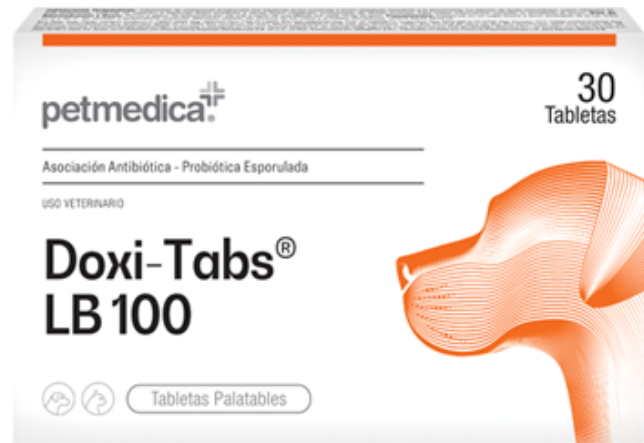 petmedica
30
Tabletas
Asociación Antibiótica - Probiótica Esporulada
USO VETERINARIO
Doxi-Tabs®
LB 100
Tabletas Palatables